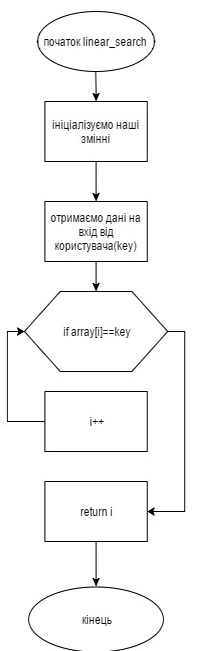 початок linear_search
ініціалізуємо наші
змінні
отримаємо дані на
вхід від
користувача(key)
if array[i]==key
i++
return i
кінець